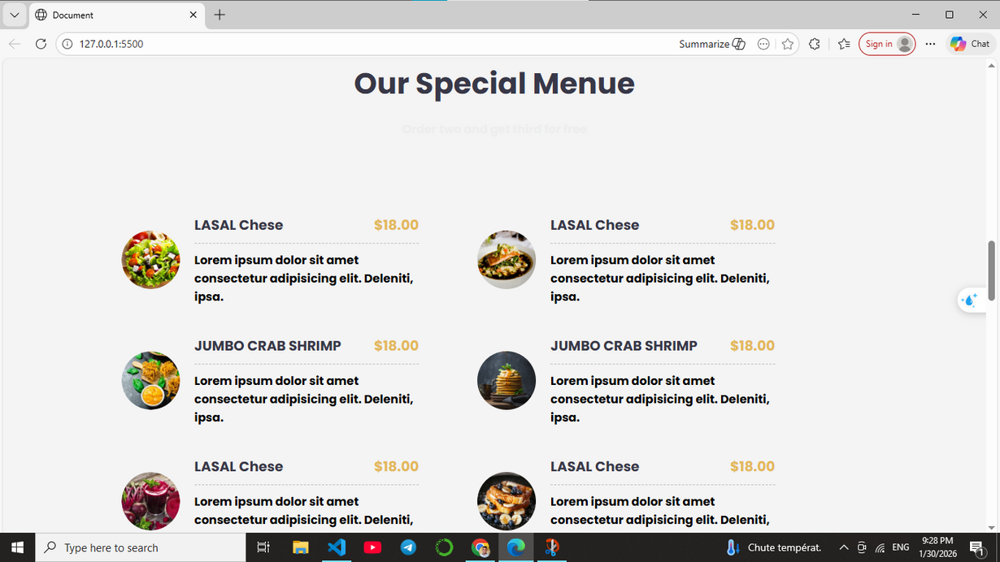 Document
127.0.0.1:5500
Summarize
Sign in
Chat
Our Special Menue
Order two and get third for free
LASAL Chese $18.00
Lorem ipsum dolor sit amet
consectetur adipisicing elit. Deleniti,
ipsa.
LASAL Chese $18.00
Lorem ipsum dolor sit amet
consectetur adipisicing elit. Deleniti,
ipsa.
JUMBO CRAB SHRIMP $18.00
Lorem ipsum dolor sit amet
consectetur adipisicing elit. Deleniti,
ipsa.
JUMBO CRAB SHRIMP $18.00
Lorem ipsum dolor sit amet
consectetur adipisicing elit. Deleniti,
ipsa.
LASAL Chese $18.00
Lorem ipsum dolor sit amet
consectetur adipisicing elit. Deleniti,
LASAL Chese $18.00
Lorem ipsum dolor sit amet
consectetur adipisicing elit. Deleniti,
Type here to search
Chute températ.
ENG
9:28 PM
1/30/2026
1